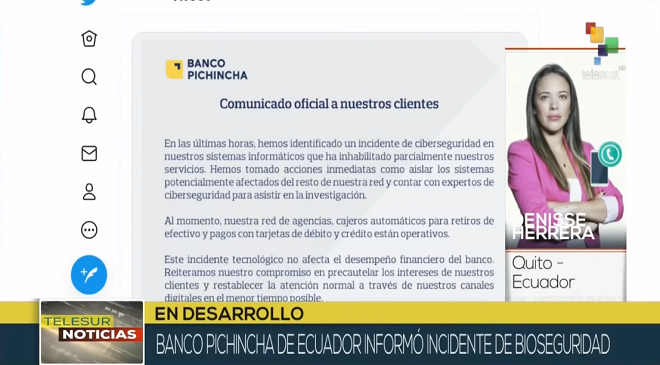 BANCO
PICHINCHA
Comunicado oficial a nuestros clientes
En las últimas horas, hemos identificado un incidente de ciberseguridad en
nuestros sistemas informáticos que ha inhabilitado parcialmente nuestros
servicios. Hemos tomado acciones inmediatas como aislar los sistemas
potencialmente afectados del resto de nuestra red y contar con expertos de
ciberseguridad para asistir en la investigación.
Al momento, nuestra red de agencias, cajeros automáticos para retiros de
efectivo y pagos con tarjetas de débito y crédito están operativos.
Este incidente tecnológico no afecta el desempeño financiero del banco.
Reiteramos nuestro compromiso en precautelar los intereses de nuestros
clientes y restablecer la atención normal a través de nuestros canales
digitales en el menor tiempo posible.
teleSUR HD
DENISSE
HERRERA
Quito -
Ecuador
TELESUR
NOTICIAS
EN DESARROLLO
BANCO PICHINCHA DE ECUADOR INFORMÓ INCIDENTE DE BIOSEGURIDAD